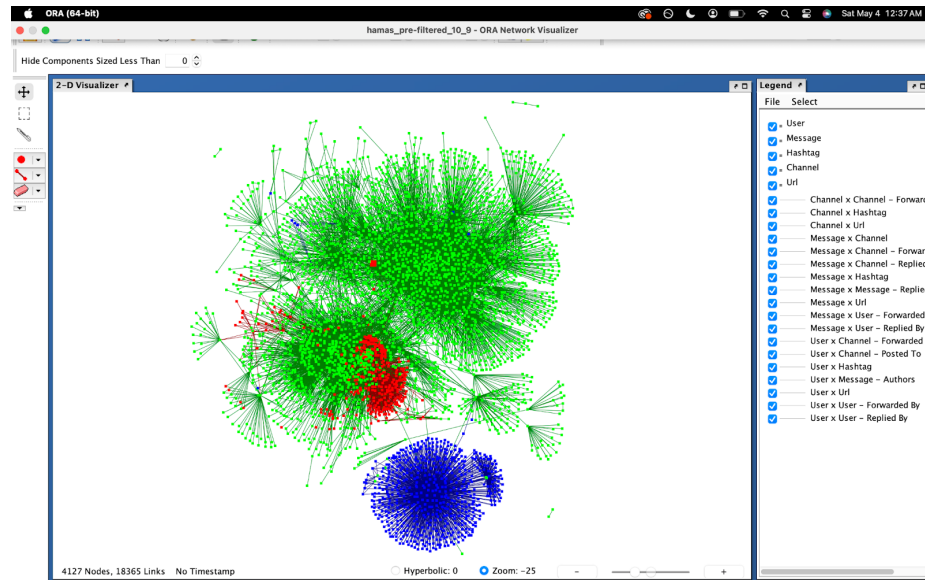 ORA (64-bit)
Sat May 4 12:37 AM
hamas_pre-filtered_10_9 - ORA Network Visualizer
Hide Components Sized Less Than 0
2-D Visualizer
Legend
File Select
User
Message
Hashtag
Channel
Url
Channel x Channel - Forward
Channel x Hashtag
Channel x Url
Message x Channel
Message x Channel - Forwar
Message x Channel - Replied
Message x Hashtag
Message x Message - Replie
Message x Url
Message x User - Forwarded
Message x User - Replied By
User x Channel - Forwarded
User x Channel - Posted To
User x Hashtag
User x Message - Authors
User x Url
User x User - Forwarded By
User x User - Replied By
4127 Nodes, 18365 Links No Timestamp
Hyperbolic: 0
Zoom: -25
- +